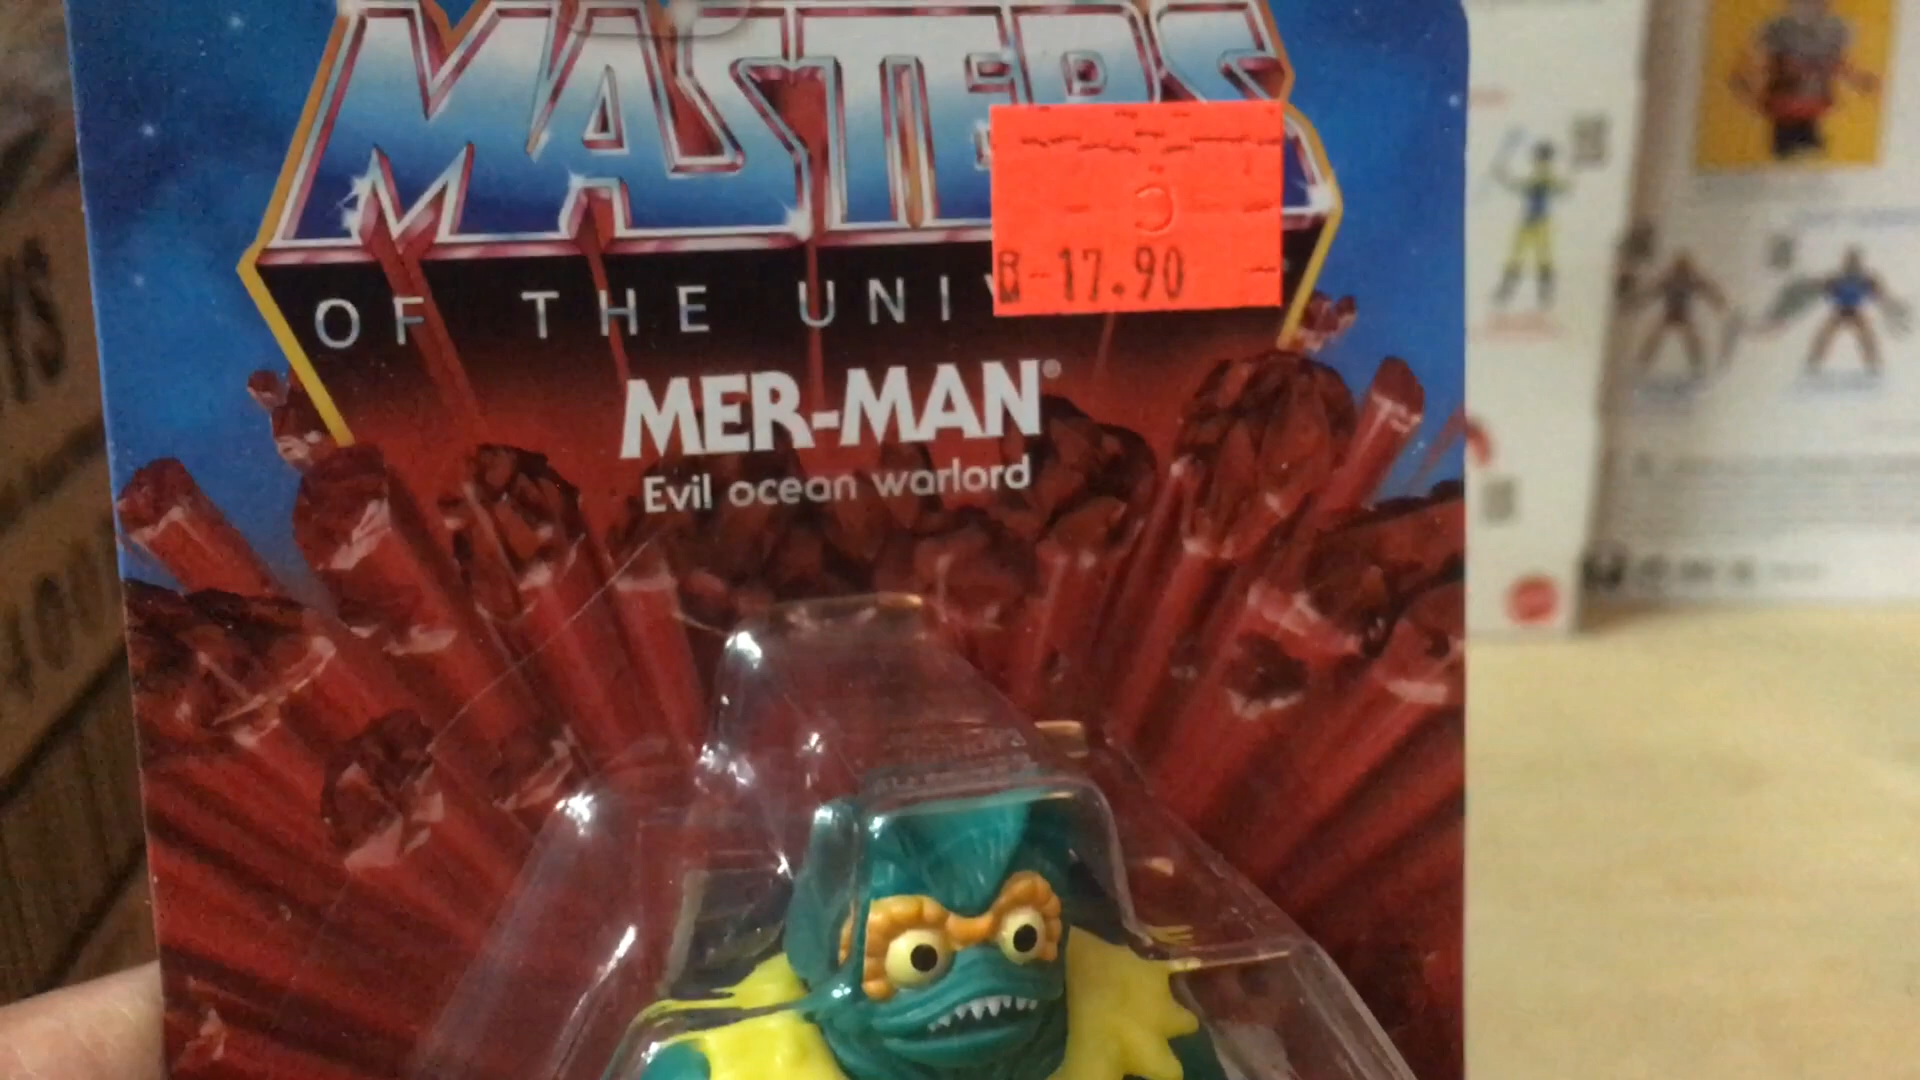 MASTERS
OF THE UNI
17.90
MER-MAN®
Evil ocean warlord